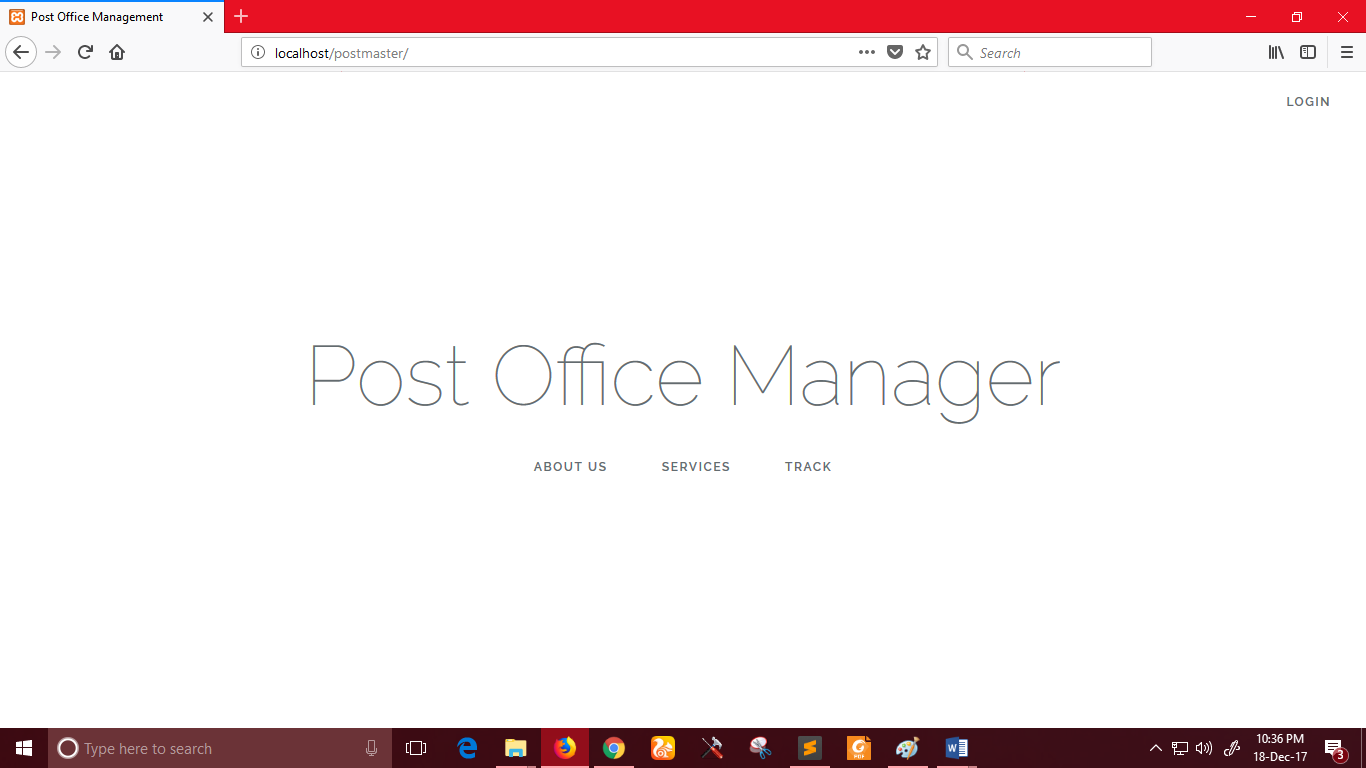 Post Office Management
localhost/postmaster/
Search
LOGIN
Post Office Manager
ABOUT US SERVICES TRACK
Type here to search
10:36 PM
18-Dec-17
3
PDF